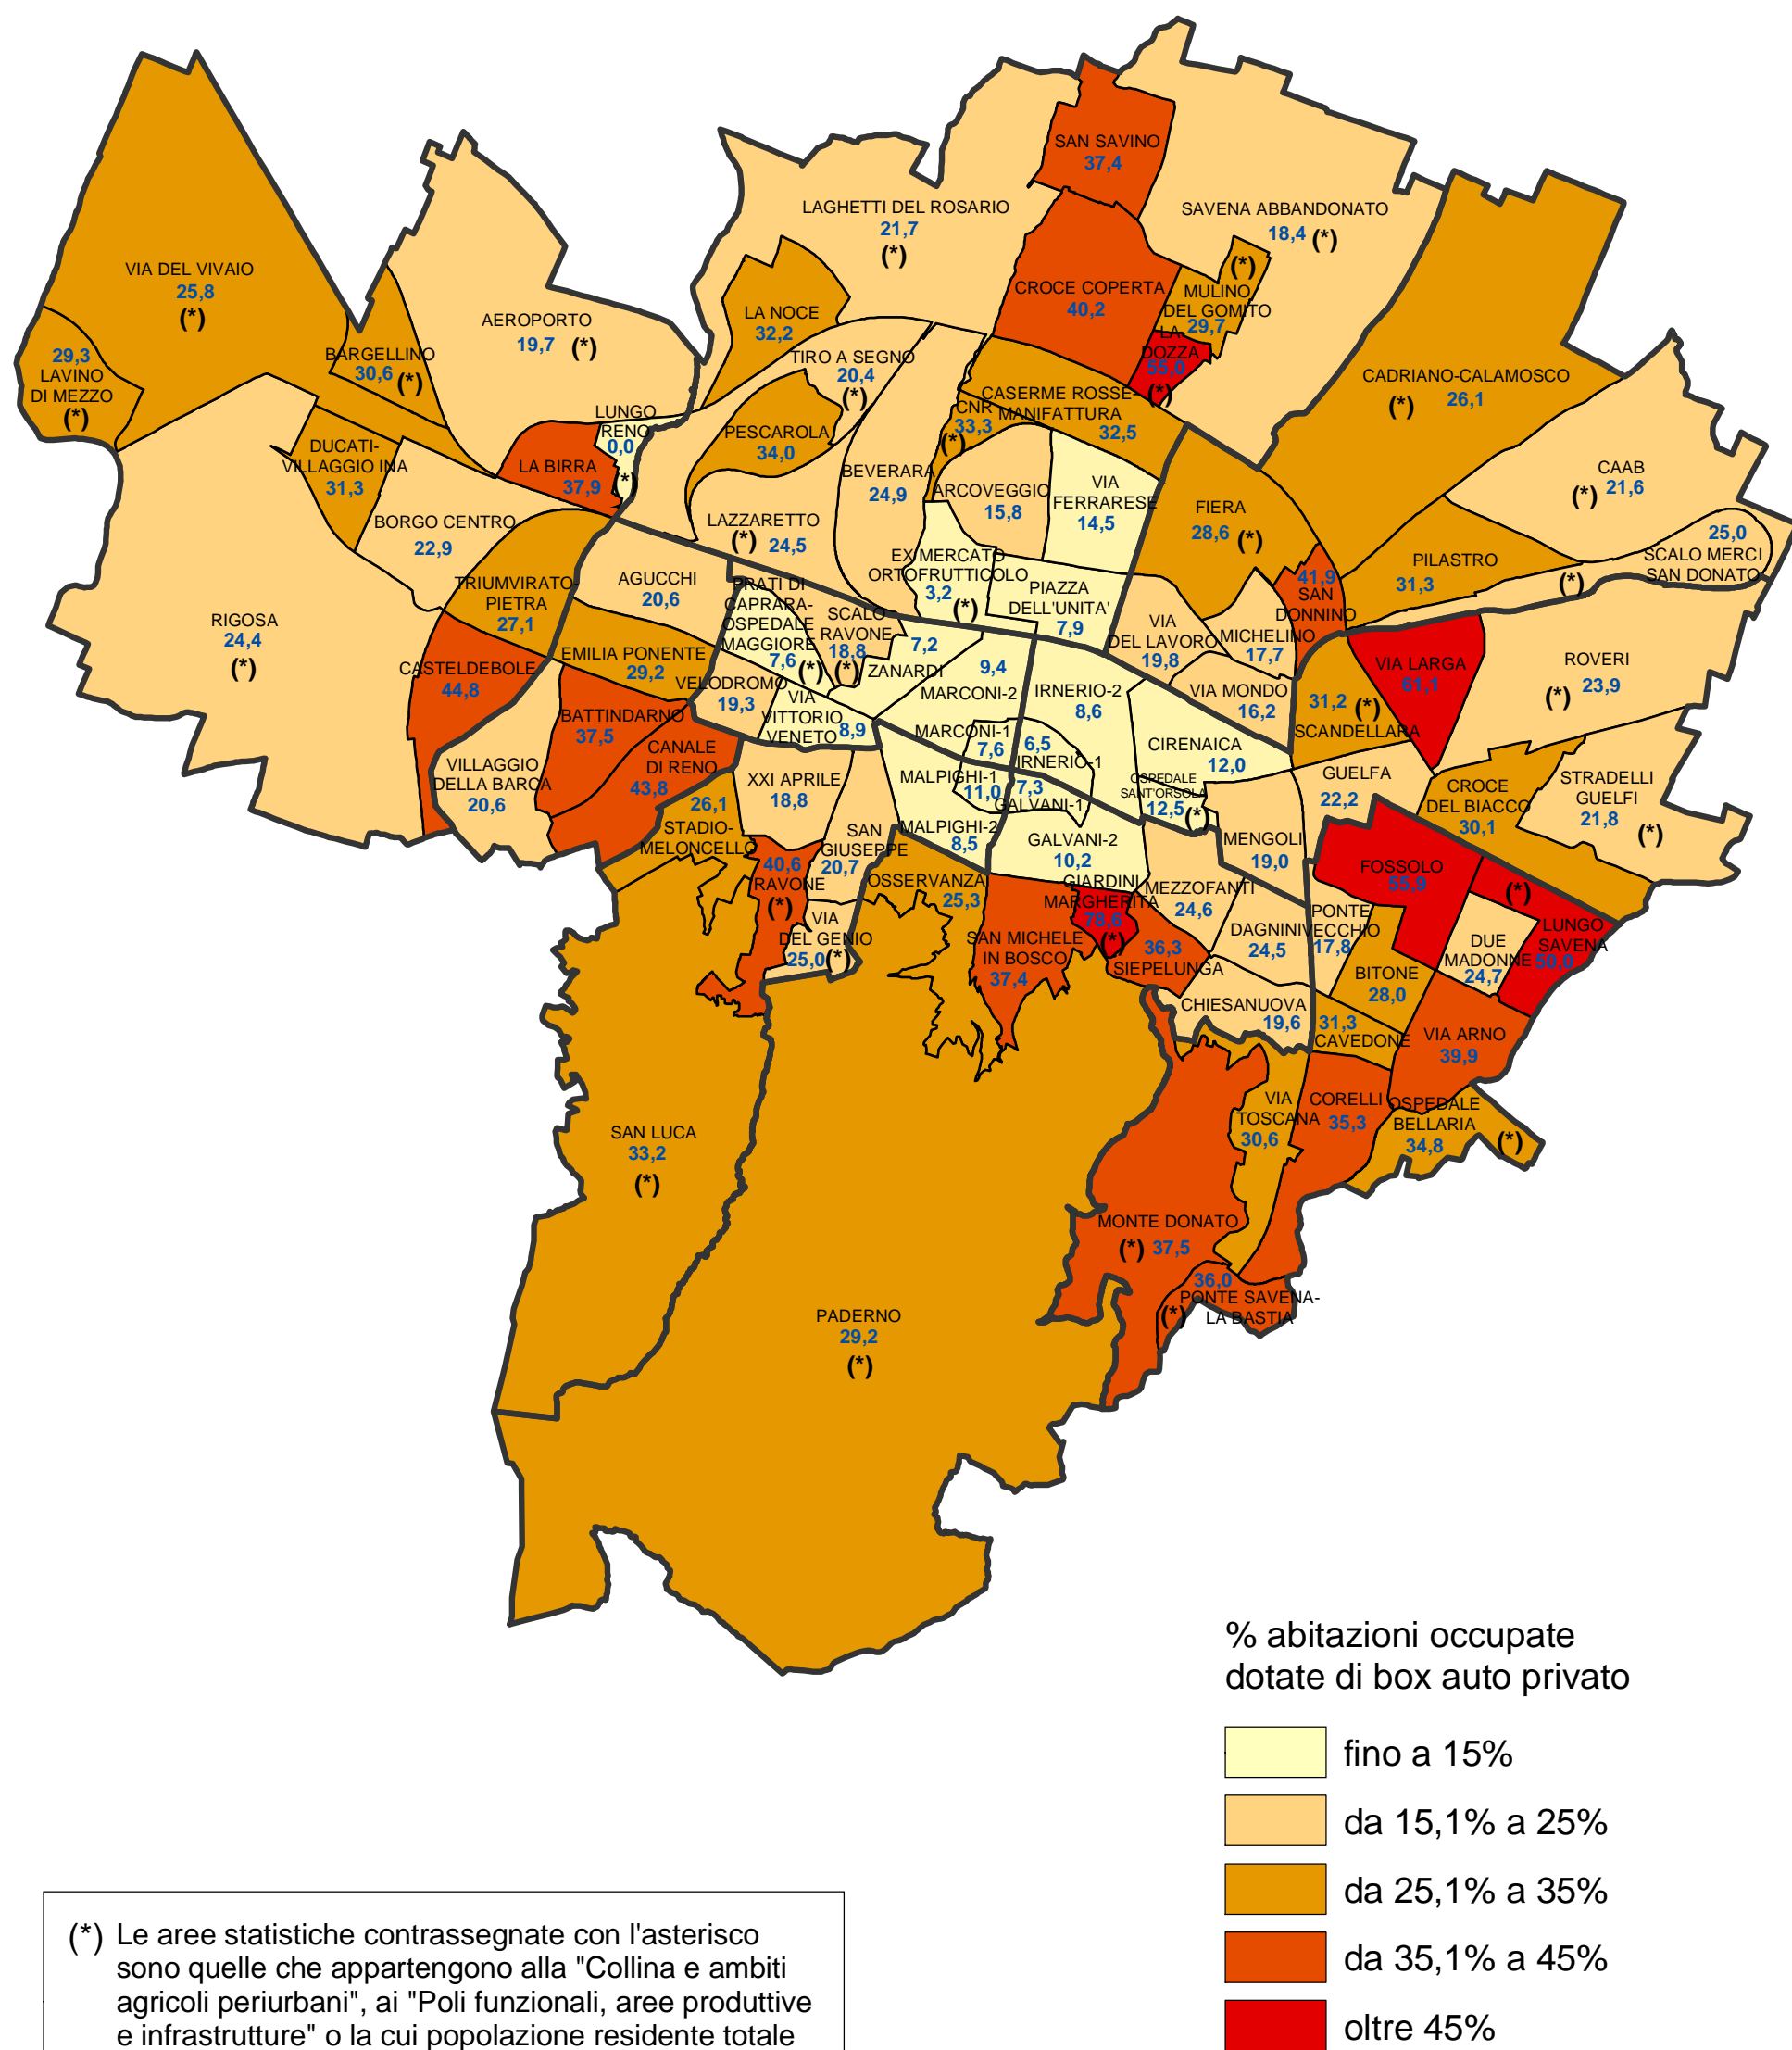 SAN SAVINO
37,4
LAGHETTI DEL ROSARIO
21,7
(*)
SAVENA ABBANDONATO
18,4 (*)
VIA DEL VIVAIO
25,8
(*)
LA NOCE
32,2
CROCE COPERTA
40,2
(*)
MULINO
DEL GOMITO
29,7
LA
DOZZA
55,0
(*)
AEROPORTO
19,7 (*)
29,3
LAVINO
DI MEZZO
(*)
BARGELLINO
30,6 (*)
TIRO A SEGNO
20,4
(*)
CADRIANO-CALAMOSCO
(*) 26,1
CASERME ROSSE-
MANIFATTURA
32,5
CNR
33,3
(*)
LUNGO
RENO
0,0
(*)
PESCAROLA
34,0
DUCATI-
VILLAGGIO INA
31,3
LA BIRRA
37,9
BEVERARA
24,9
ARCOVEGGIO
15,8
VIA
FERRARESE
14,5
CAAB
(*) 21,6
FIERA
28,6 (*)
BORGO CENTRO
22,9
LAZZARETTO
(*) 24,5
25,0
SCALO MERCI
SAN DONATO
(*)
EX MERCATO
ORTOFRUTTICOLO
3,2
(*)
PIAZZA
DELL'UNITA'
7,9
PILASTRO
31,3
41,9
SAN
DONNINO
TRIUMVIRATO-
PIETRA
27,1
AGUCCHI
20,6
PRATI DI
CAPRARA-
OSPEDALE
MAGGIORE
7,6 (*)
SCALO
RAVONE
18,8
(*)
7,2
ZANARDI
VIA
DEL LAVORO
19,8
MICHELINO
17,7
RIGOSA
24,4
(*)
CASTELDEBOLE
44,8
EMILIA PONENTE
29,2
VELODROMO
19,3
9,4
MARCONI-2
IRNERIO-2
8,6
VIA MONDO
16,2
31,2 (*)
SCANDELLARA
VIA LARGA
61,1
ROVERI
(*) 23,9
BATTINDARNO
37,5
VIA
VITTORIO
VENETO
8,9
MARCONI-1
7,6
6,5
IRNERIO-1
CIRENAICA
12,0
CANALE
DI RENO
43,8
VILLAGGIO
DELLA BARCA
20,6
XXI APRILE
18,8
MALPIGHI-1
11,0
7,3
GALVANI-1
OSPEDALE
SANT'ORSOLA
12,5
(*)
GUELFA
22,2
CROCE
DEL BIACCO
30,1
STRADELLI
GUELFI
21,8
(*)
26,1
STADIO-
MELONCELLO
SAN
GIUSEPPE
20,7
MALPIGHI-2
8,5
GALVANI-2
10,2
MENGOLI
19,0
40,6
RAVONE
(*)
OSSERVANZA
25,3
GIARDINI
MARGHERITA
78,6
(*)
MEZZOFANTI
24,6
FOSSOLO
55,9
(*)
LUNGO
SAVENA
50,0
VIA
DEL GENIO
25,0 (*)
SAN MICHELE
IN BOSCO
37,4
36,3
SIEPELUNGA
DAGNINI
24,5
PONTE
VECCHIO
17,8
DUE
MADONNE
24,7
BITONE
28,0
CHIESANUOVA
19,6
31,3
CAVEDONE
VIA ARNO
39,9
SAN LUCA
33,2
(*)
VIA
TOSCANA
30,6
CORELLI
35,3
OSPEDALE
BELLARIA
34,8
(*)
MONTE DONATO
(*) 37,5
36,0
PONTE SAVENA-
LA BASTIA
(*)
PADERNO
29,2
(*)
% abitazioni occupate
dotate di box auto privato
fino a 15%
da 15,1% a 25%
da 25,1% a 35%
da 35,1% a 45%
oltre 45%
(*) Le aree statistiche contrassegnate con l'asterisco
sono quelle che appartengono alla "Collina e ambiti
agricoli periurbani", ai "Poli funzionali, aree produttive
e infrastrutture" o la cui popolazione residente totale